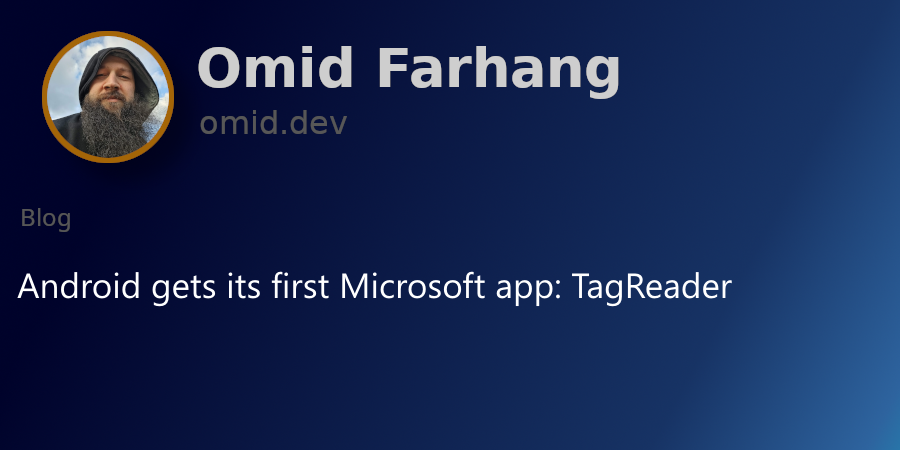 Omid Farhang
omid.dev
Blog
Android gets its first Microsoft app: TagReader